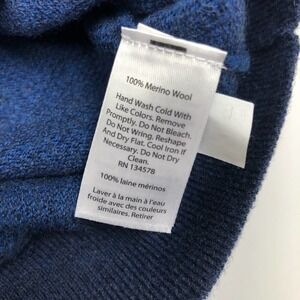 100% Merino Wool
Hand Wash Cold With
Like Colors. Remove
Promptly. Do Not Bleach.
Do Not Wring. Reshape
And Dry Flat. Cool Iron If
Necessary. Do Not Dry
Clean.
RN 134578
100% laine mérinos
Laver à la main à l'eau
froide avec des couleurs
similaires. Retirer